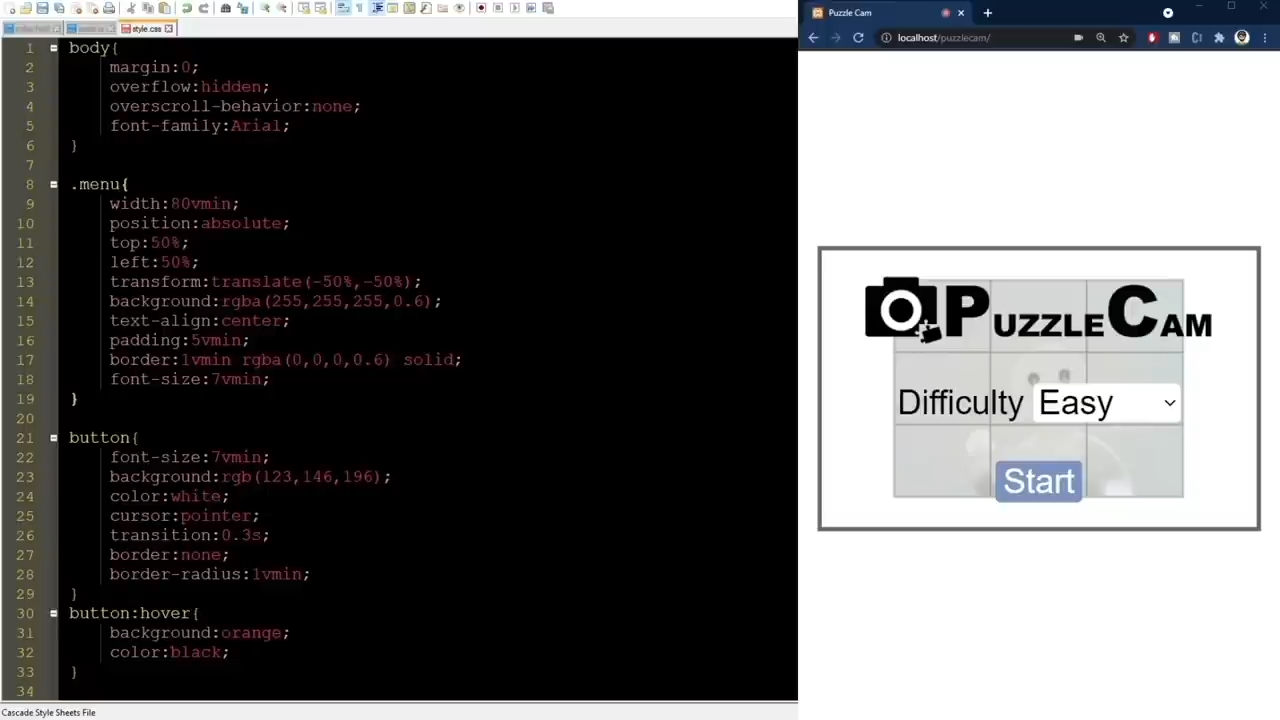 style.css
1 body{
2 margin:0;
3 overflow:hidden;
4 overscroll-behavior:none;
5 font-family:Arial;
6 }
7
8 .menu{
9 width:80vmin;
10 position:absolute;
11 top:50%;
12 left:50%;
13 transform:translate(-50%,-50%);
14 background:rgba(255,255,255,0.6);
15 text-align:center;
16 padding:5vmin;
17 border:1vmin rgba(0,0,0,0.6) solid;
18 font-size:7vmin;
19 }
20
21 button{
22 font-size:7vmin;
23 background:rgb(123,146,196);
24 color:white;
25 cursor:pointer;
26 transition:0.3s;
27 border:none;
28 border-radius:1vmin;
29 }
30 button:hover{
31 background:orange;
32 color:black;
33 }
34
Cascade Style Sheets File
Puzzle Cam
localhost/puzzlecam/
PuzzleCam
Difficulty Easy
Start